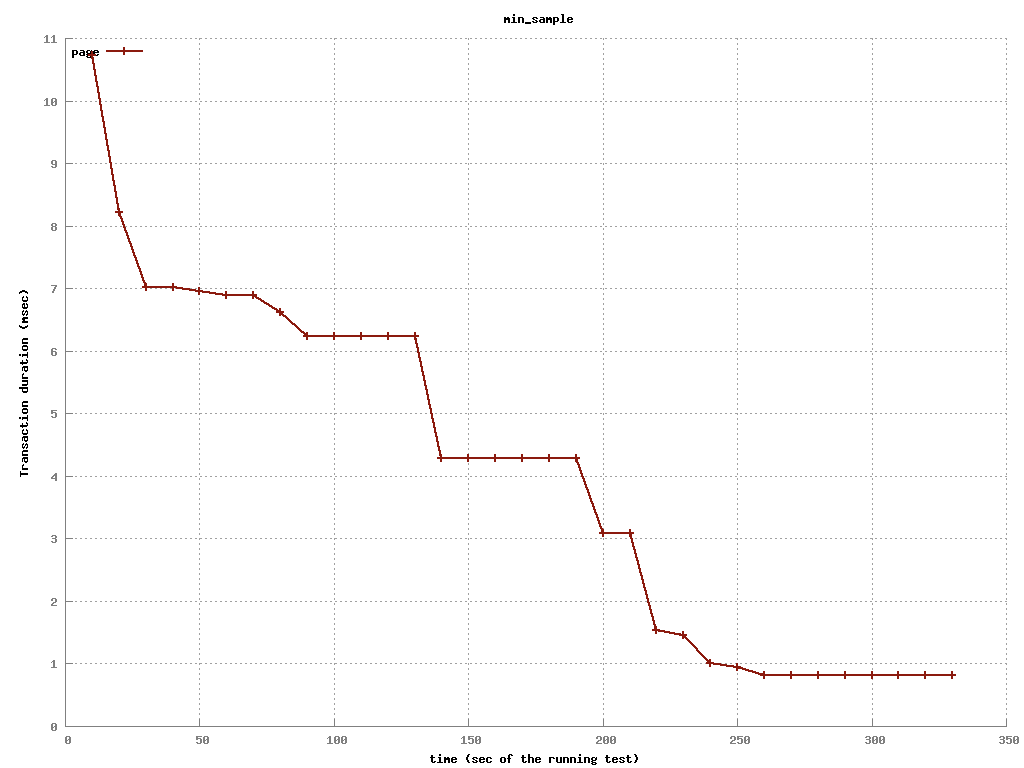 min_sample
page
11
10
9
8
7
6
5
4
3
2
1
0
Transaction duration (msec)
0 50 100 150 200 250 300 350
time (sec of the running test)